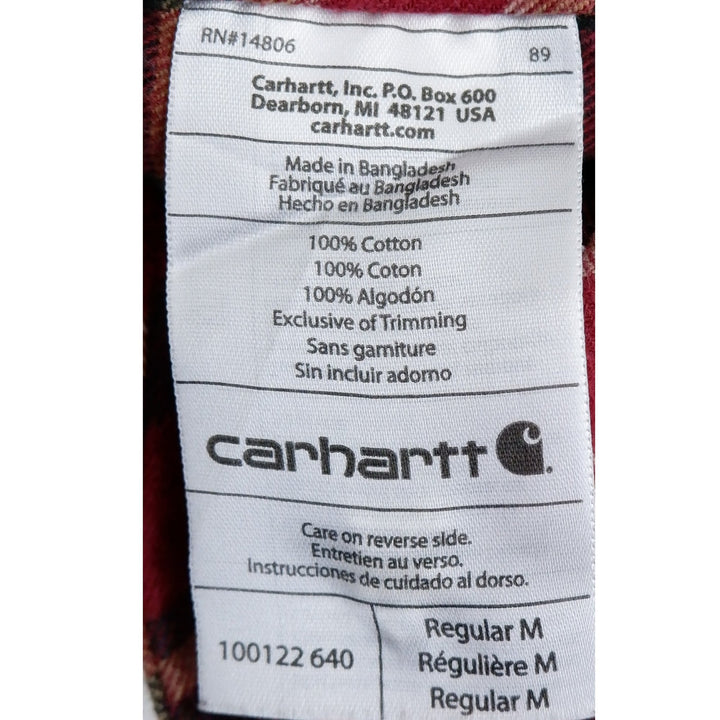 RN#14806 89
Carhartt, Inc. P.O. Box 600
Dearborn, MI 48121 USA
carhartt.com
Made in Bangladesh
Fabriqué au Bangladesh
Hecho en Bangladesh
100% Cotton
100% Coton
100% Algodón
Exclusive of Trimming
Sans garniture
Sin incluir adorno
carhartt
Care on reverse side.
Entretien au verso.
Instrucciones de cuidado al dorso.
100122 640
Regular M
Régulière M
Regular M